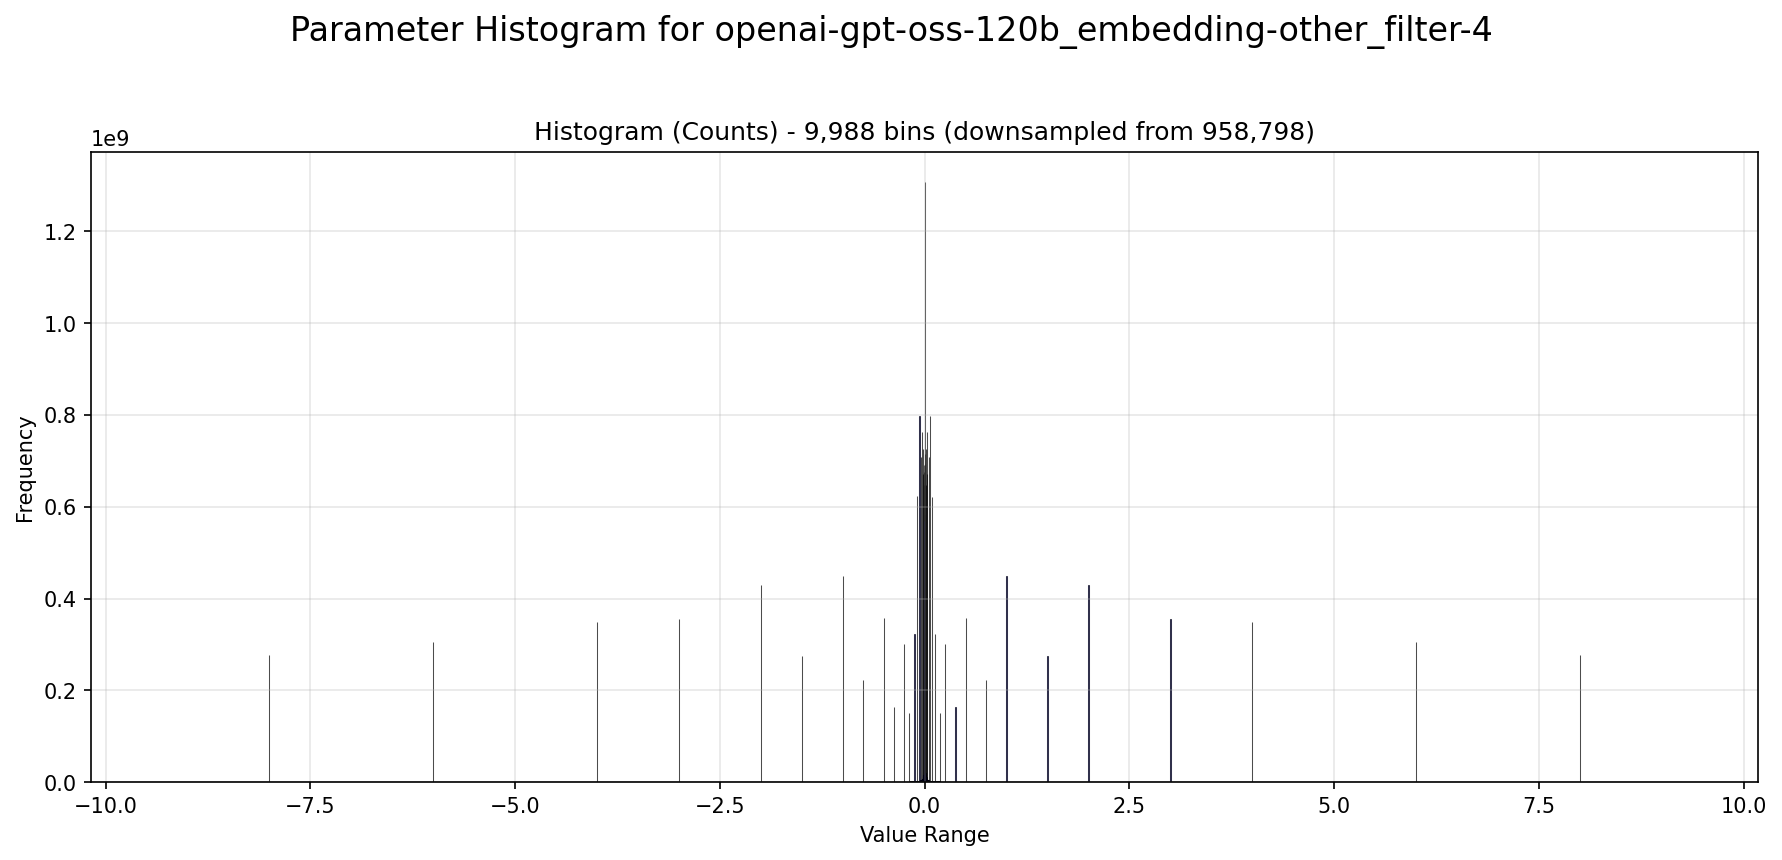 Parameter Histogram for openai-gpt-oss-120b_embedding-other_filter-4
Histogram (Counts) - 9,988 bins (downsampled from 958,798)
1e9
1.2
1.0
0.8
0.6
0.4
0.2
0.0
Frequency
−10.0 −7.5 −5.0 −2.5 0.0 2.5 5.0 7.5 10.0
Value Range